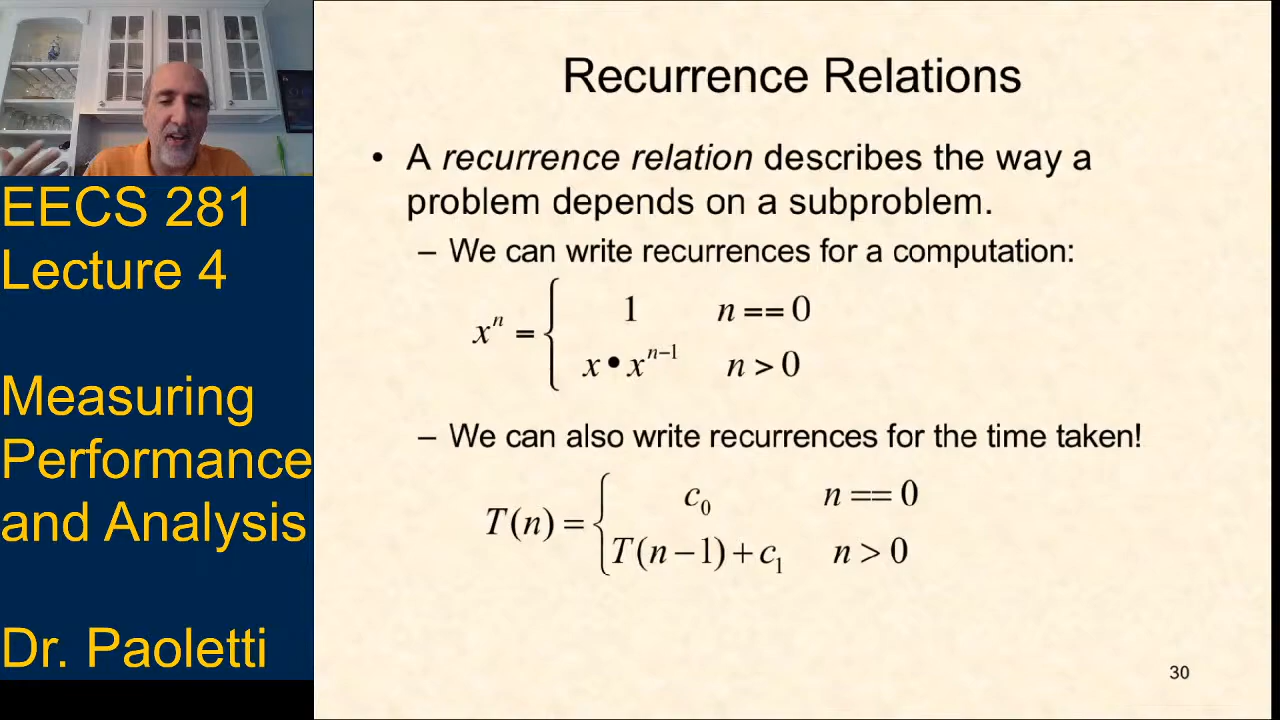 EECS 281
Lecture 4
Measuring
Performance
and Analysis
Dr. Paoletti
Recurrence Relations
• A recurrence relation describes the way a
problem depends on a subproblem.
– We can write recurrences for a computation:
xⁿ = { 1 n == 0
x • xⁿ⁻¹ n > 0
– We can also write recurrences for the time taken!
T(n) = { c₀ n == 0
T(n − 1) + c₁ n > 0
30